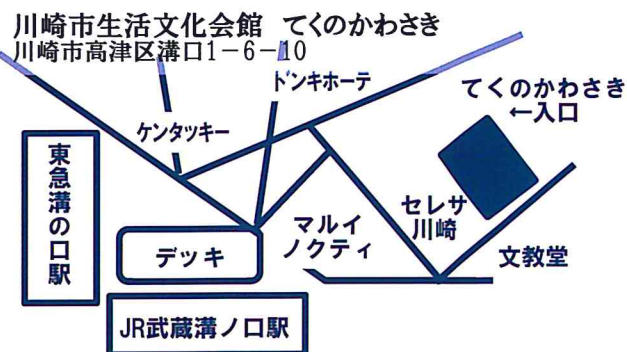 川崎市生活文化会館 てくのかわさき
川崎市高津区溝口1-6-10
ドンキホーテ
てくのかわさき
←入口
ケンタッキー
東急溝の口駅
セレサ
川崎
マルイ
ノクティ
デッキ
文教堂
JR武蔵溝ノ口駅